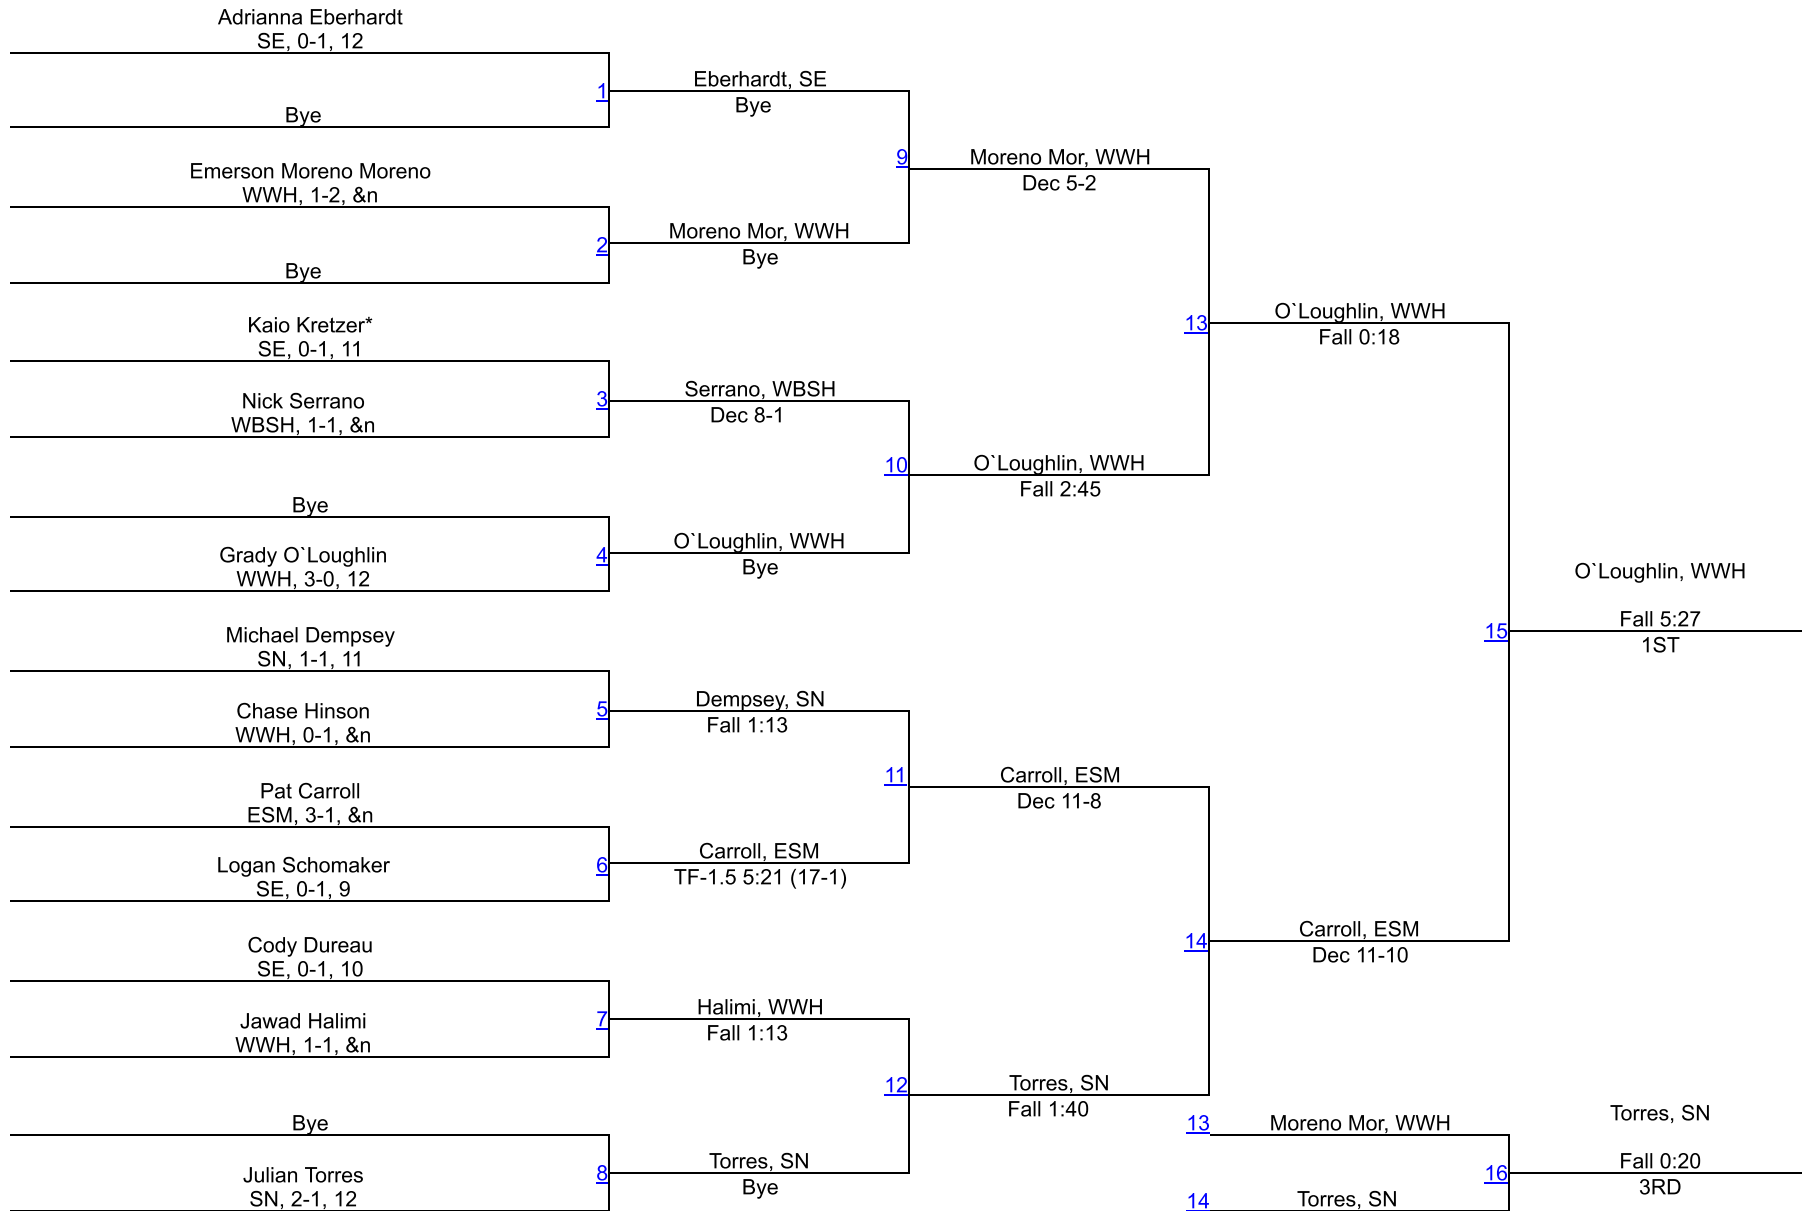 Adrianna Eberhardt
SE, 0-1, 12
Bye
Emerson Moreno Moreno
WWH, 1-2, &n
Bye
Kaio Kretzer*
SE, 0-1, 11
Nick Serrano
WBSH, 1-1, &n
Bye
Grady O`Loughlin
WWH, 3-0, 12
Michael Dempsey
SN, 1-1, 11
Chase Hinson
WWH, 0-1, &n
Pat Carroll
ESM, 3-1, &n
Logan Schomaker
SE, 0-1, 9
Cody Dureau
SE, 0-1, 10
Jawad Halimi
WWH, 1-1, &n
Bye
Julian Torres
SN, 2-1, 12
1
Eberhardt, SE
Bye
2
Moreno Mor, WWH
Bye
3
Serrano, WBSH
Dec 8-1
4
O`Loughlin, WWH
Bye
5
Dempsey, SN
Fall 1:13
6
Carroll, ESM
TF-1.5 5:21 (17-1)
7
Halimi, WWH
Fall 1:13
8
Torres, SN
Bye
9
Moreno Mor, WWH
Dec 5-2
10
O`Loughlin, WWH
Fall 2:45
11
Carroll, ESM
Dec 11-8
12
Torres, SN
Fall 1:40
13
O`Loughlin, WWH
Fall 0:18
14
Carroll, ESM
Dec 11-10
15
O`Loughlin, WWH
Fall 5:27
1ST
13
Moreno Mor, WWH
14
Torres, SN
16
Torres, SN
Fall 0:20
3RD